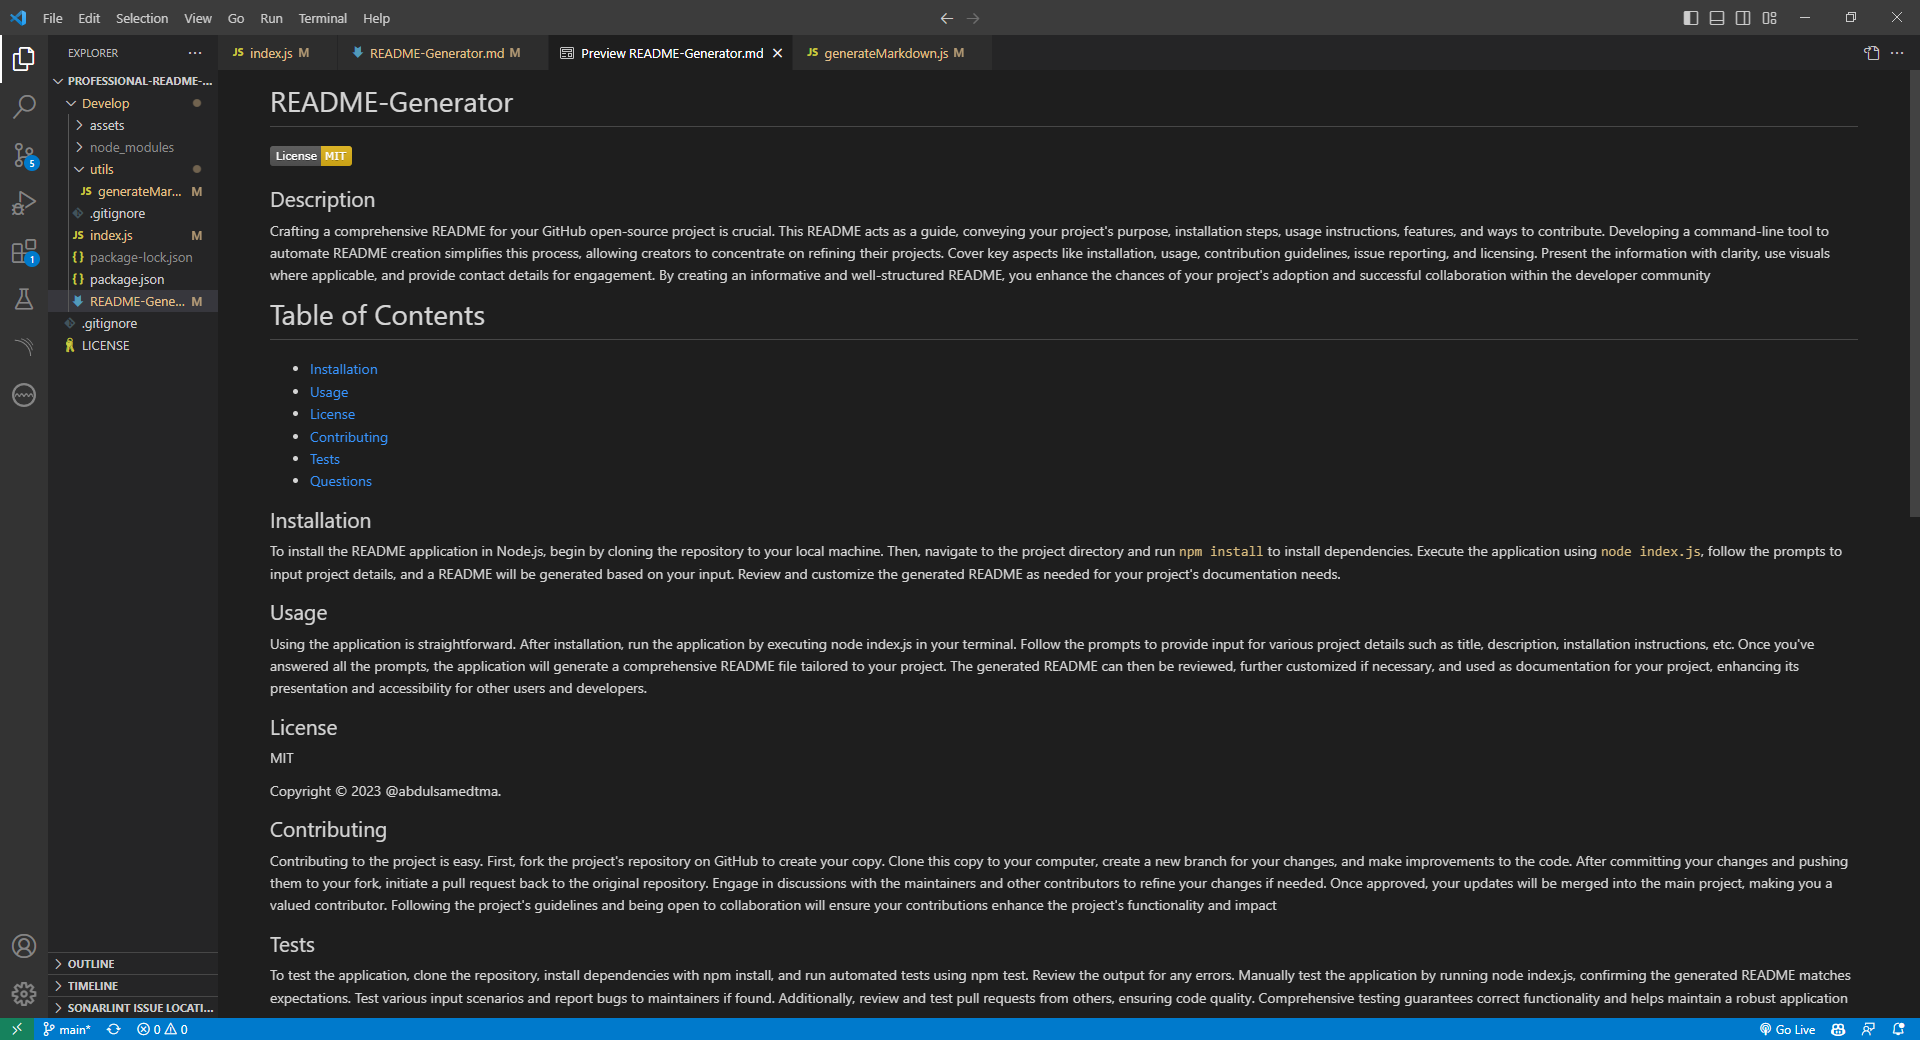 File Edit Selection View Go Run Terminal Help
EXPLORER
PROFESSIONAL-README-...
Develop
assets
node_modules
utils
JS generateMar... M
.gitignore
JS index.js M
{} package-lock.json
{} package.json
README-Gene... M
.gitignore
LICENSE
5
1
OUTLINE
TIMELINE
SONARLINT ISSUE LOCATI...
JS index.js M
README-Generator.md M
Preview README-Generator.md
JS generateMarkdown.js M
README-Generator
License MIT
Description
Crafting a comprehensive README for your GitHub open-source project is crucial. This README acts as a guide, conveying your project's purpose, installation steps, usage instructions, features, and ways to contribute. Developing a command-line tool to
automate README creation simplifies this process, allowing creators to concentrate on refining their projects. Cover key aspects like installation, usage, contribution guidelines, issue reporting, and licensing. Present the information with clarity, use visuals
where applicable, and provide contact details for engagement. By creating an informative and well-structured README, you enhance the chances of your project's adoption and successful collaboration within the developer community
Table of Contents
Installation
Usage
License
Contributing
Tests
Questions
Installation
To install the README application in Node.js, begin by cloning the repository to your local machine. Then, navigate to the project directory and run npm install to install dependencies. Execute the application using node index.js, follow the prompts to
input project details, and a README will be generated based on your input. Review and customize the generated README as needed for your project's documentation needs.
Usage
Using the application is straightforward. After installation, run the application by executing node index.js in your terminal. Follow the prompts to provide input for various project details such as title, description, installation instructions, etc. Once you've
answered all the prompts, the application will generate a comprehensive README file tailored to your project. The generated README can then be reviewed, further customized if necessary, and used as documentation for your project, enhancing its
presentation and accessibility for other users and developers.
License
MIT
Copyright © 2023 @abdulsamedtma.
Contributing
Contributing to the project is easy. First, fork the project's repository on GitHub to create your copy. Clone this copy to your computer, create a new branch for your changes, and make improvements to the code. After committing your changes and pushing
them to your fork, initiate a pull request back to the original repository. Engage in discussions with the maintainers and other contributors to refine your changes if needed. Once approved, your updates will be merged into the main project, making you a
valued contributor. Following the project's guidelines and being open to collaboration will ensure your contributions enhance the project's functionality and impact
Tests
To test the application, clone the repository, install dependencies with npm install, and run automated tests using npm test. Review the output for any errors. Manually test the application by running node index.js, confirming the generated README matches
expectations. Test various input scenarios and report bugs to maintainers if found. Additionally, review and test pull requests from others, ensuring code quality. Comprehensive testing guarantees correct functionality and helps maintain a robust application
main* 0 0 Go Live